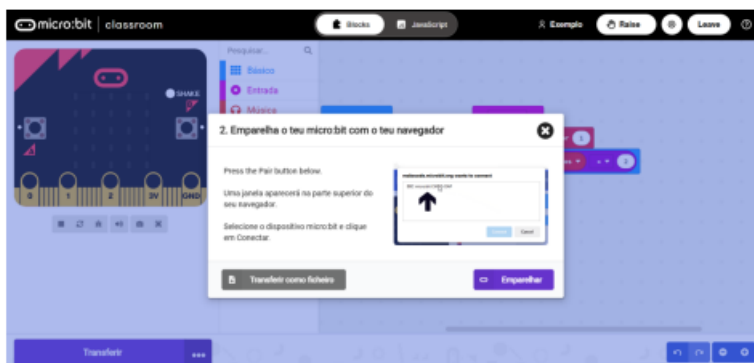 micro:bit | classroom
Blocks
JavaScript
Exemplo
Raise
Leave
Pesquisar...
Básico
Entrada
Música
SHAKE
0 1 2 3V GND
2. Emparelha o teu micro:bit com o teu navegador
Press the Pair button below.
Uma janela aparecerá na parte superior do
seu navegador.
Selecione o dispositivo micro:bit e clique
em Conectar.
Cancel
Transferir como ficheiro
Emparelhar
Transferir